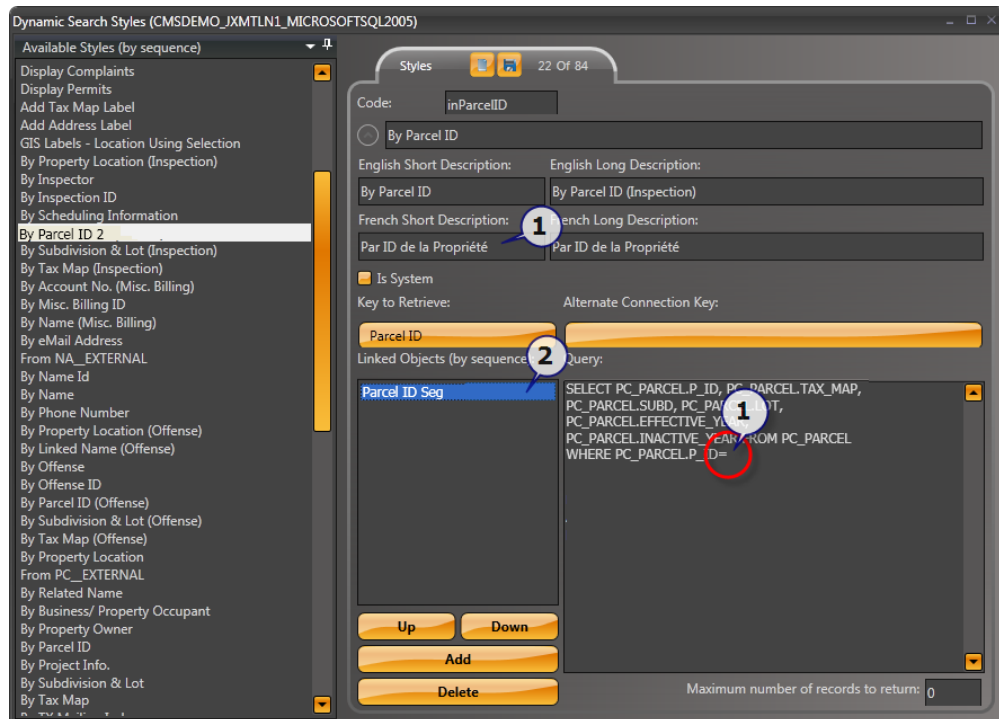 Dynamic Search Styles (CMSDEMO_JXMTLN1_MICROSOFTSQL2005)
Available Styles (by sequence)
Display Complaints
Display Permits
Add Tax Map Label
Add Address Label
GIS Labels - Location Using Selection
By Property Location (Inspection)
By Inspector
By Inspection ID
By Scheduling Information
By Parcel ID 2
By Subdivision & Lot (Inspection)
By Tax Map (Inspection)
By Account No. (Misc. Billing)
By Misc. Billing ID
By Name (Misc. Billing)
By eMail Address
From NA__EXTERNAL
By Name Id
By Name
By Phone Number
By Property Location (Offense)
By Linked Name (Offense)
By Offense
By Offense ID
By Parcel ID (Offense)
By Subdivision & Lot (Offense)
By Tax Map (Offense)
By Property Location
From PC__EXTERNAL
By Related Name
By Business/ Property Occupant
By Property Owner
By Parcel ID
By Project Info.
By Subdivision & Lot
By Tax Map
Styles 22 Of 84
Code: inParcelID
By Parcel ID
English Short Description: English Long Description:
By Parcel ID By Parcel ID (Inspection)
French Short Description: French Long Description:
1
Par ID de la Propriété Par ID de la Propriété
Is System
Key to Retrieve: Alternate Connection Key:
Parcel ID
Linked Objects (by sequence Query:
2
Parcel ID Seg
SELECT PC_PARCEL.P_ID, PC_PARCEL.TAX_MAP,
PC_PARCEL.SUBD, PC_PARCEL.LOT,
1
PC_PARCEL.EFFECTIVE_YEAR,
PC_PARCEL.INACTIVE_YEAR FROM PC_PARCEL
WHERE PC_PARCEL.P_ID=
Up Down
Add
Delete
Maximum number of records to return: 0